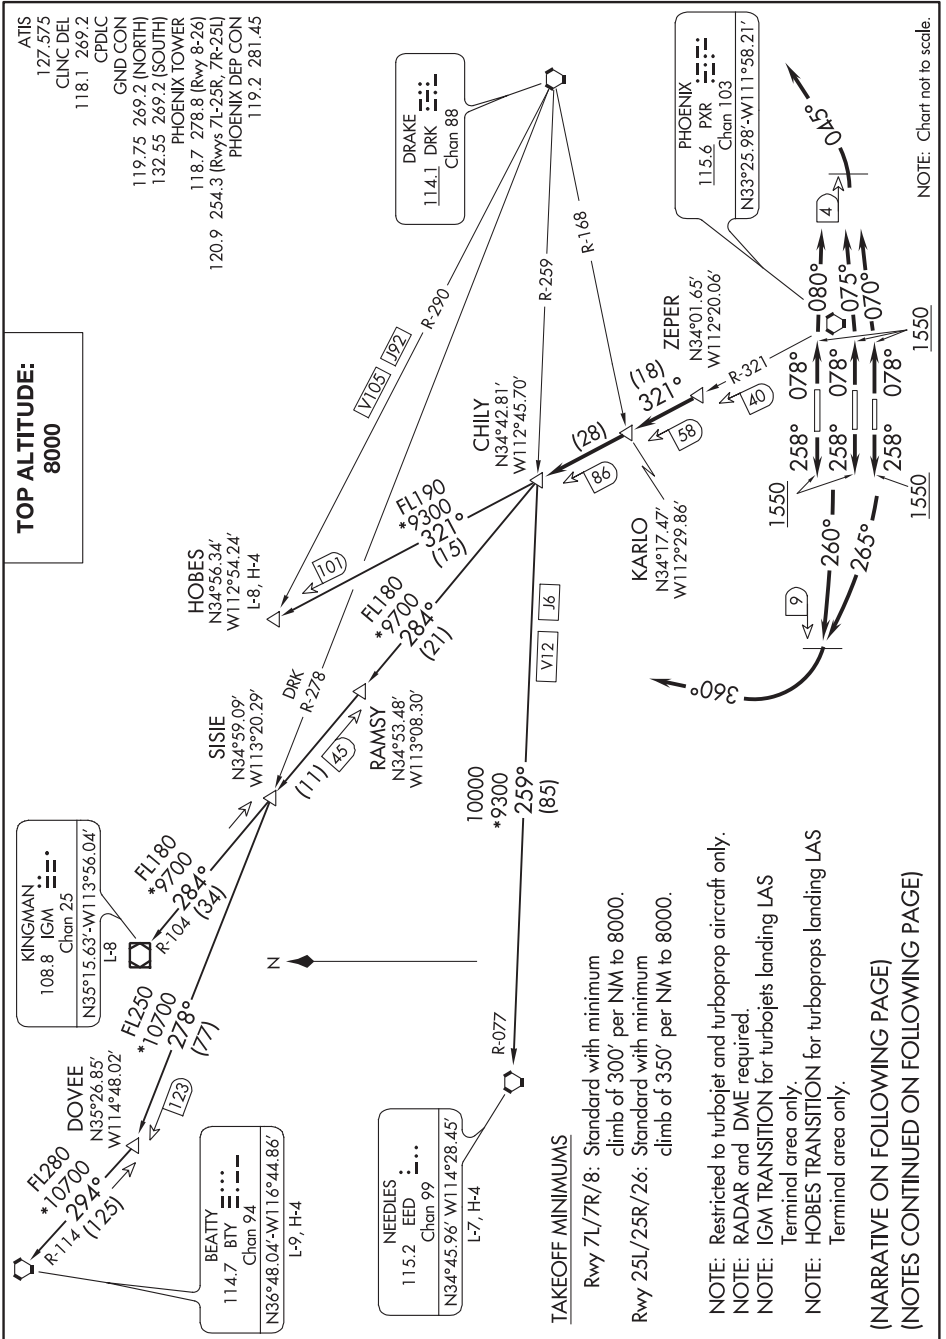 ATIS
127.575
CLNC DEL
118.1 269.2
CPDLC
GND CON
119.75 269.2 (NORTH)
132.55 269.2 (SOUTH)
PHOENIX TOWER
118.7 278.8 (Rwy 8-26)
120.9 254.3 (Rwys 7L-25R, 7R-25L)
PHOENIX DEP CON
119.2 281.45
TOP ALTITUDE:
8000
KINGMAN
108.8 IGM
Chan 25
N35°15.63'-W113°56.04'
L-8
DRAKE
114.1 DRK
Chan 88
PHOENIX
115.6 PXR
Chan 103
N33°25.98'-W111°58.21'
BEATTY
114.7 BTY
Chan 94
N36°48.04'-W116°44.86'
L-9, H-4
NEEDLES
115.2 EED
Chan 99
N34°45.96' W114°28.45'
L-7, H-4
FL280
*10700
294°
(125)
R-114
DOVEE
N35°26.85'
W114°48.02'
123
FL250
*10700
278°
(77)
FL180
*9700
284°
(34)
R-104
SISIE
N34°59.09'
W113°20.29'
DRK
R-278
(11)
45
RAMSY
N34°53.48'
W113°08.30'
HOBES
N34°56.34'
W112°54.24'
L-8, H-4
101
FL190
*9300
321°
(15)
FL180
*9700
284°
(21)
V105
J92
R-290
R-259
R-168
CHILY
N34°42.81'
W112°45.70'
86
(28)
KARLO
N34°17.47'
W112°29.86'
58
(18)
321°
ZEPER
N34°01.65'
W112°20.06'
40
R-321
V12
J6
10000
*9300
259°
(85)
R-077
N
360°
9
260°
265°
1550
1550
258°
258°
258°
078°
078°
078°
1550
080°
075°
070°
4
045°
NOTE: Chart not to scale.
TAKEOFF MINIMUMS
Rwy 7L/7R/8: Standard with minimum
climb of 300' per NM to 8000.
Rwy 25L/25R/26: Standard with minimum
climb of 350' per NM to 8000.
NOTE: Restricted to turbojet and turboprop aircraft only.
NOTE: RADAR and DME required.
NOTE: IGM TRANSITION for turbojets landing LAS
Terminal area only.
NOTE: HOBES TRANSITION for turboprops landing LAS
Terminal area only.
(NARRATIVE ON FOLLOWING PAGE)
(NOTES CONTINUED ON FOLLOWING PAGE)